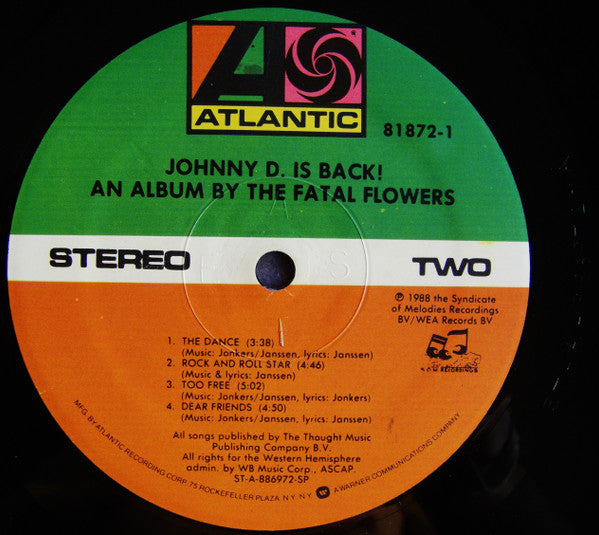 ATLANTIC
81872-1
JOHNNY D. IS BACK!
AN ALBUM BY THE FATAL FLOWERS
STEREO
TWO
℗ 1988 the Syndicate
of Melodies Recordings
BV/WEA Records BV
1. THE DANCE (3:38)
(Music: Jonkers/Janssen, lyrics: Janssen)
2. ROCK AND ROLL STAR (4:46)
(Music & lyrics: Janssen)
3. TOO FREE (5:02)
(Music: Jonkers/Janssen, lyrics: Jonkers)
4. DEAR FRIENDS (4:50)
(Music: Jonkers/Janssen, lyrics: Janssen)
All songs published by The Thought Music
Publishing Company B.V.
All rights for the Western Hemisphere
admin. by WB Music Corp., ASCAP.
ST-A-886972-SP
MFG. BY ATLANTIC RECORDING CORP. 75 ROCKEFELLER PLAZA. N.Y. N.Y. A WARNER COMMUNICATIONS COMPANY